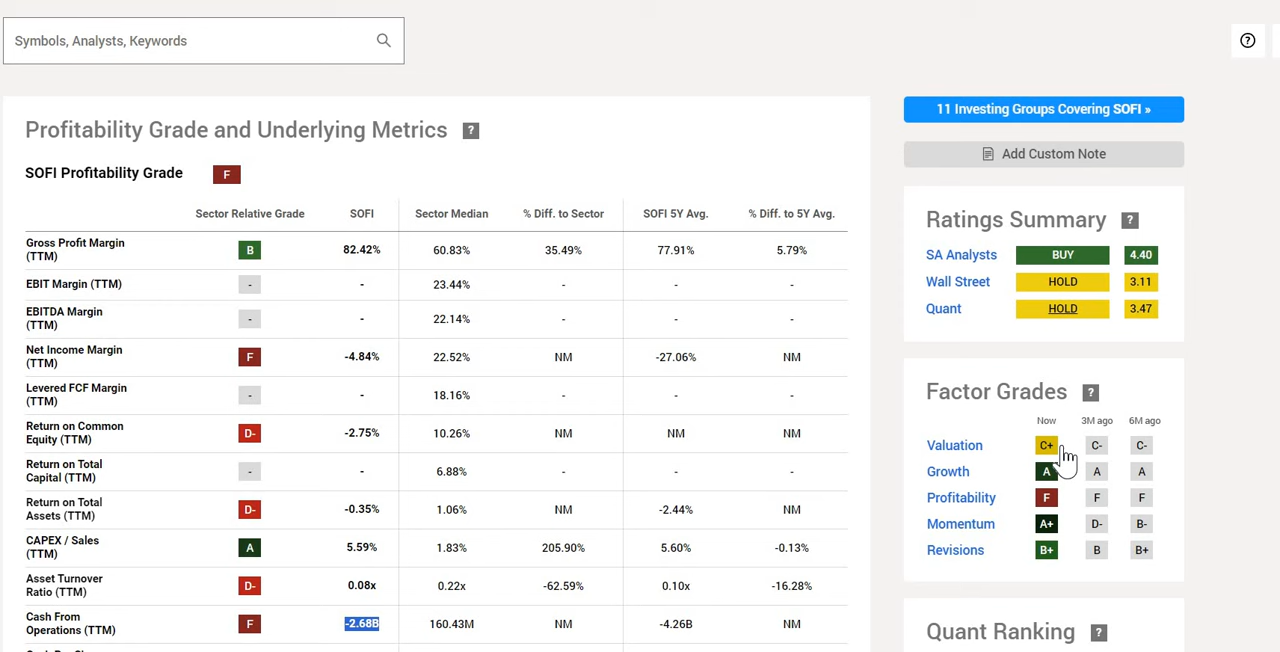 Symbols, Analysts, Keywords
?
11 Investing Groups Covering SOFI »
Add Custom Note
Profitability Grade and Underlying Metrics ?
SOFI Profitability Grade F
Sector Relative Grade SOFI Sector Median % Diff. to Sector SOFI 5Y Avg. % Diff. to 5Y Avg.
Gross Profit Margin
(TTM) B 82.42% 60.83% 35.49% 77.91% 5.79%
EBIT Margin (TTM) - - 23.44% - - -
EBITDA Margin
(TTM) - - 22.14% - - -
Net Income Margin
(TTM) F -4.84% 22.52% NM -27.06% NM
Levered FCF Margin
(TTM) - - 18.16% - - -
Return on Common
Equity (TTM) D- -2.75% 10.26% NM NM NM
Return on Total
Capital (TTM) - - 6.88% - - -
Return on Total
Assets (TTM) D- -0.35% 1.06% NM -2.44% NM
CAPEX / Sales
(TTM) A 5.59% 1.83% 205.90% 5.60% -0.13%
Asset Turnover
Ratio (TTM) D- 0.08x 0.22x -62.59% 0.10x -16.28%
Cash From
Operations (TTM) F -2.68B 160.43M NM -4.26B NM
Ratings Summary ?
SA Analysts BUY 4.40
Wall Street HOLD 3.11
Quant HOLD 3.47
Factor Grades ?
Now 3M ago 6M ago
Valuation C+ C- C-
Growth A A A
Profitability F F F
Momentum A+ D- B-
Revisions B+ B B+
Quant Ranking ?